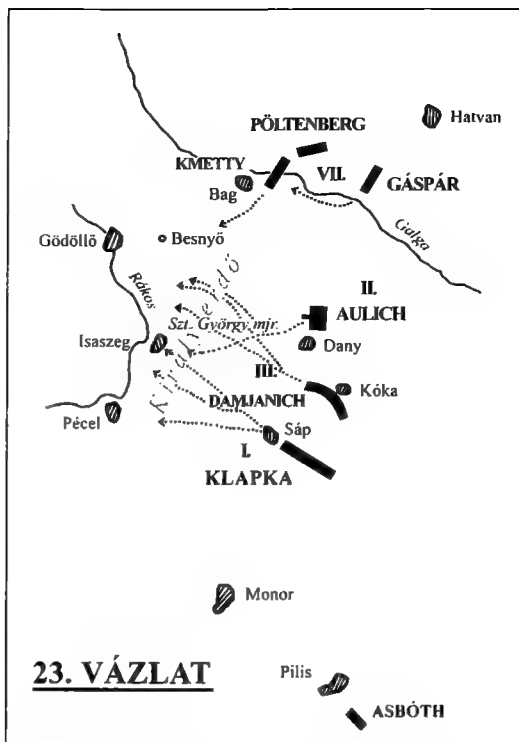 Hatvan
PÖLTENBERG
KMETTY
VII.
GÁSPÁR
Bag
Galga
Gödöllő
Besnyő
Rákos
Királyerdő
II.
AULICH
Szt. György mjr.
Isaszeg
Dany
III.
Kóka
DAMJANICH
Pécel
Sáp
I.
KLAPKA
Monor
23. VÁZLAT
Pilis
ASBÓTH